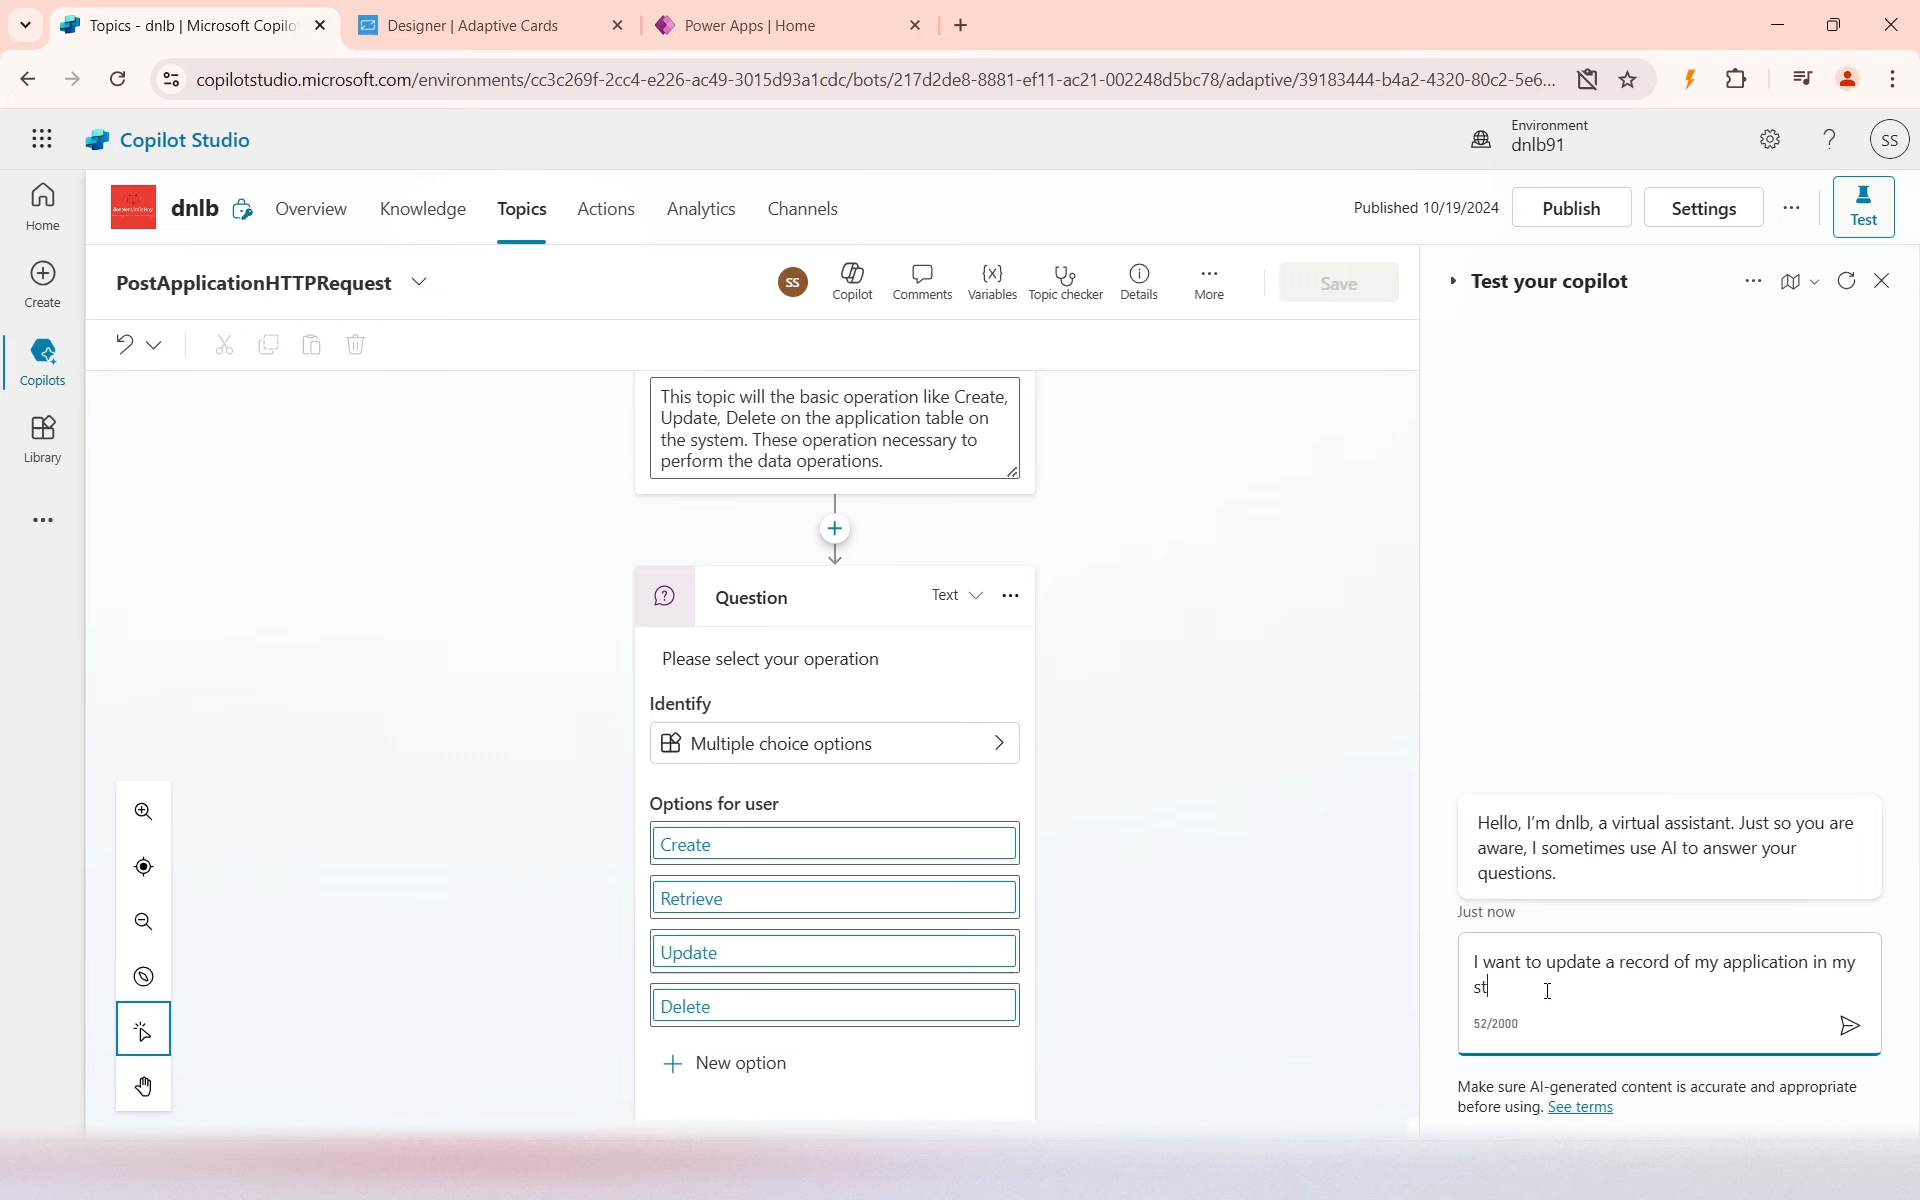 Topics - dnlb | Microsoft Copilo
Designer | Adaptive Cards
Power Apps | Home
copilotstudio.microsoft.com/environments/cc3c269f-2cc4-e226-ac49-3015d93a1cdc/bots/217d2de8-8881-ef11-ac21-002248d5bc78/adaptive/39183444-b4a2-4320-80c2-5e6...
Copilot Studio
Environment
dnlb91
SS
Home
Create
Copilots
Library
dnlb
Overview
Knowledge
Topics
Actions
Analytics
Channels
Published 10/19/2024
Publish
Settings
Test
PostApplicationHTTPRequest
SS
Copilot
Comments
Variables
Topic checker
Details
More
Save
This topic will the basic operation like Create,
Update, Delete on the application table on
the system. These operation necessary to
perform the data operations.
Question
Text
Please select your operation
Identify
Multiple choice options
Options for user
Create
Retrieve
Update
Delete
New option
Test your copilot
Hello, I'm dnlb, a virtual assistant. Just so you are
aware, I sometimes use AI to answer your
questions.
Just now
I want to update a record of my application in my
st
52/2000
Make sure AI-generated content is accurate and appropriate
before using. See terms